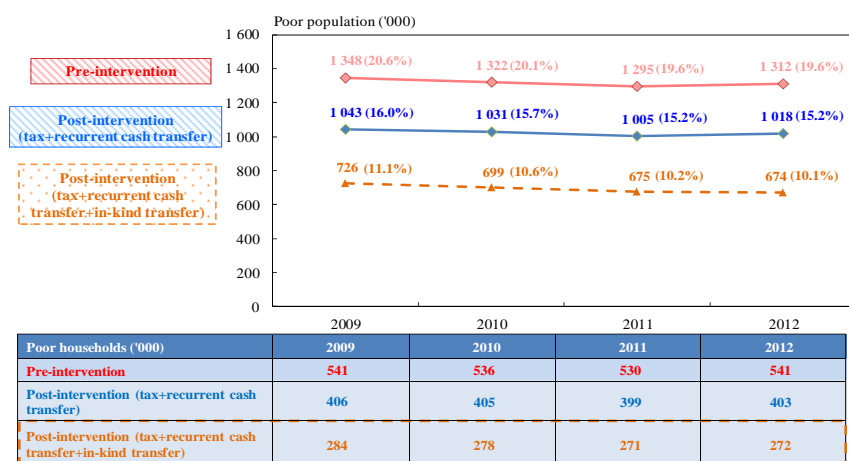 Poor population ('000)
1 600
1 400
1 200
1 000
800
600
400
200
0
Pre-intervention
Post-intervention
(tax+recurrent cash transfer)
Post-intervention
(tax+recurrent cash
transfer+in-kind transfer)
1 348 (20.6%) 1 322 (20.1%) 1 295 (19.6%) 1 312 (19.6%)
1 043 (16.0%) 1 031 (15.7%) 1 005 (15.2%) 1 018 (15.2%)
726 (11.1%) 699 (10.6%) 675 (10.2%) 674 (10.1%)
2009 2010 2011 2012
Poor households ('000) 2009 2010 2011 2012
Pre-intervention 541 536 530 541
Post-intervention (tax+recurrent cash
transfer) 406 405 399 403
Post-intervention (tax+recurrent cash
transfer+in-kind transfer) 284 278 271 272